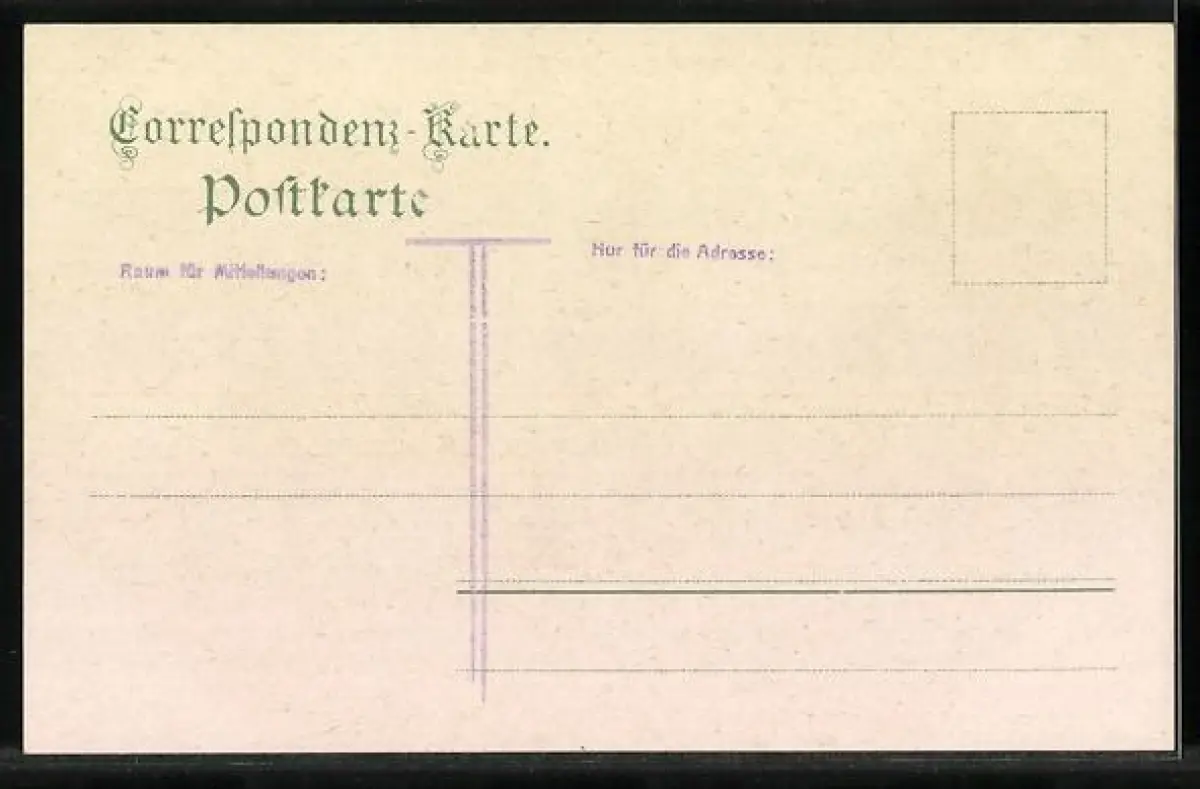 Correſpondenz-Karte.
Poſtkarte
Raum für Mitteilungen:
Nur für die Adresse: